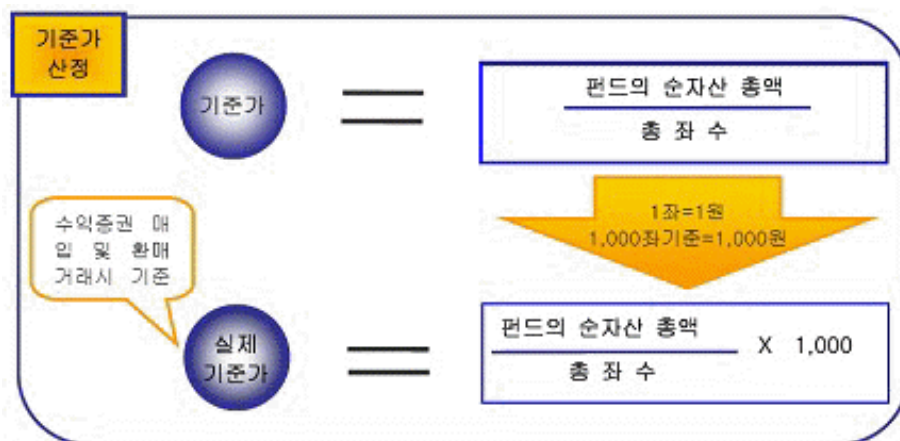 기준가
산정
기준가
펀드의 순자산 총액
총 좌 수
1좌=1원
1,000좌기준=1,000원
수익증권 매
입 및 환매
거래시 기준
실제
기준가
펀드의 순자산 총액
총 좌 수
X 1,000